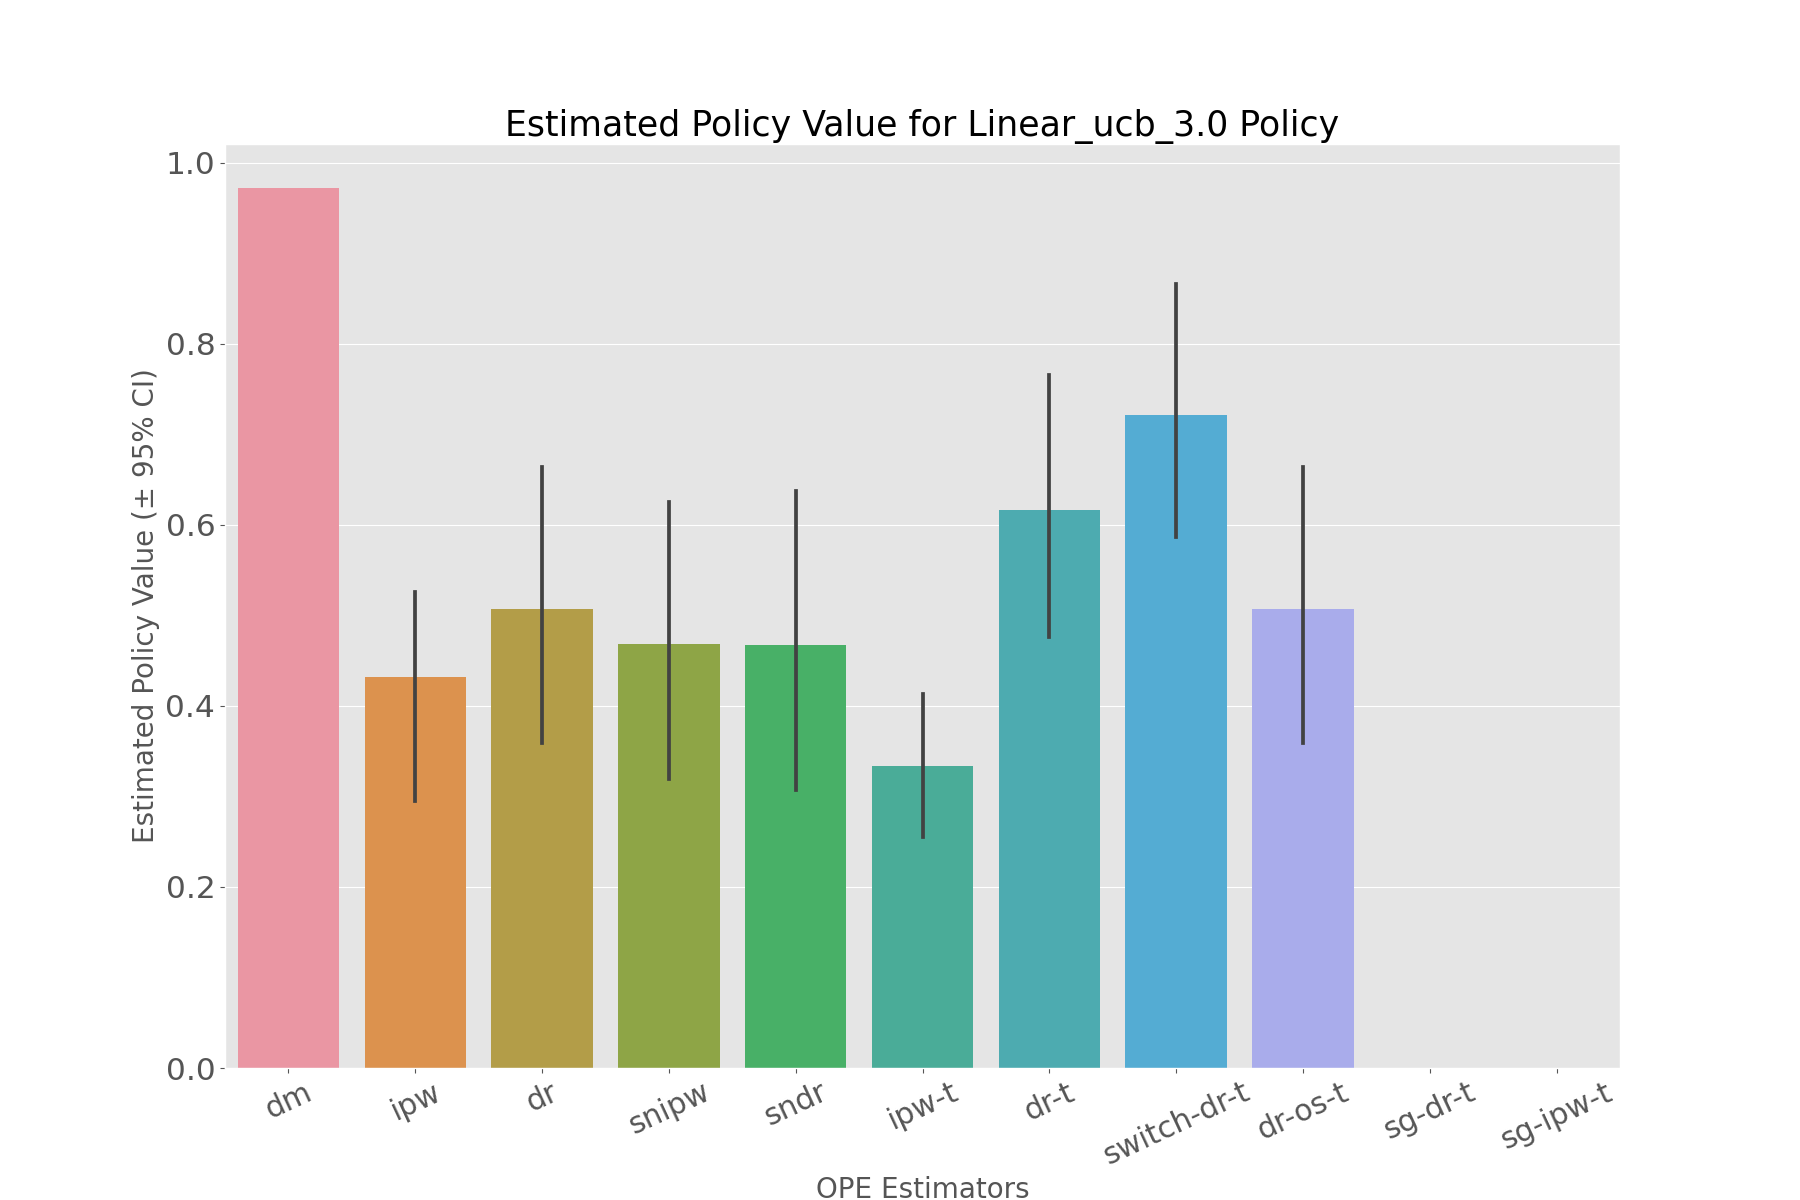 Estimated Policy Value for Linear_ucb_3.0 Policy
Estimated Policy Value (± 95% CI)
1.0
0.8
0.6
0.4
0.2
0.0
dm
ipw
dr
snipw
sndr
ipw-t
dr-t
switch-dr-t
dr-os-t
sg-dr-t
sg-ipw-t
OPE Estimators